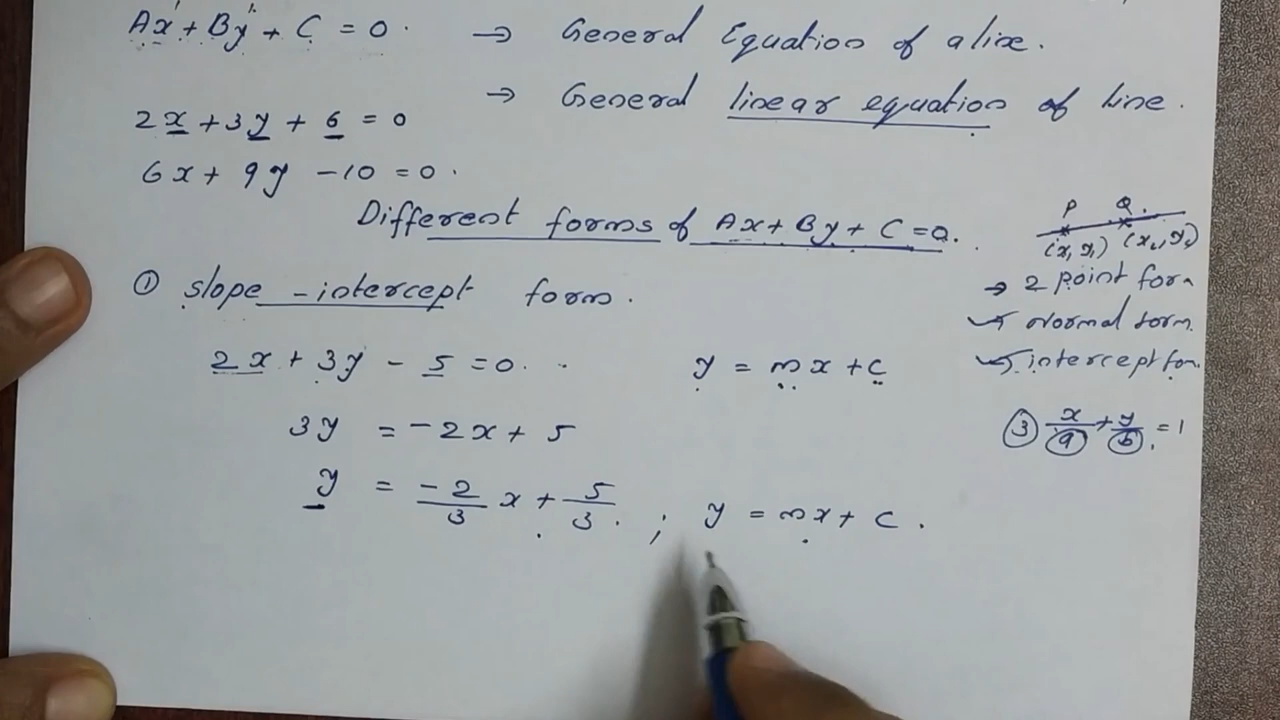 Ax' + By' + C = 0. → General Equation of a line.
→ General linear equation of line.
2x + 3y + 6 = 0
6x + 9y - 10 = 0.
Different forms of Ax + By + C = 0.
P Q.
(x₁, y₁) (x₂, y₂)
→ 2 point form
Normal form.
intercept form.
③ x/a + y/b = 1
① slope-intercept form.
2x + 3y - 5 = 0. y = mx + c
3y = -2x + 5
y = -2/3 x + 5/3. ; y = mx + c.